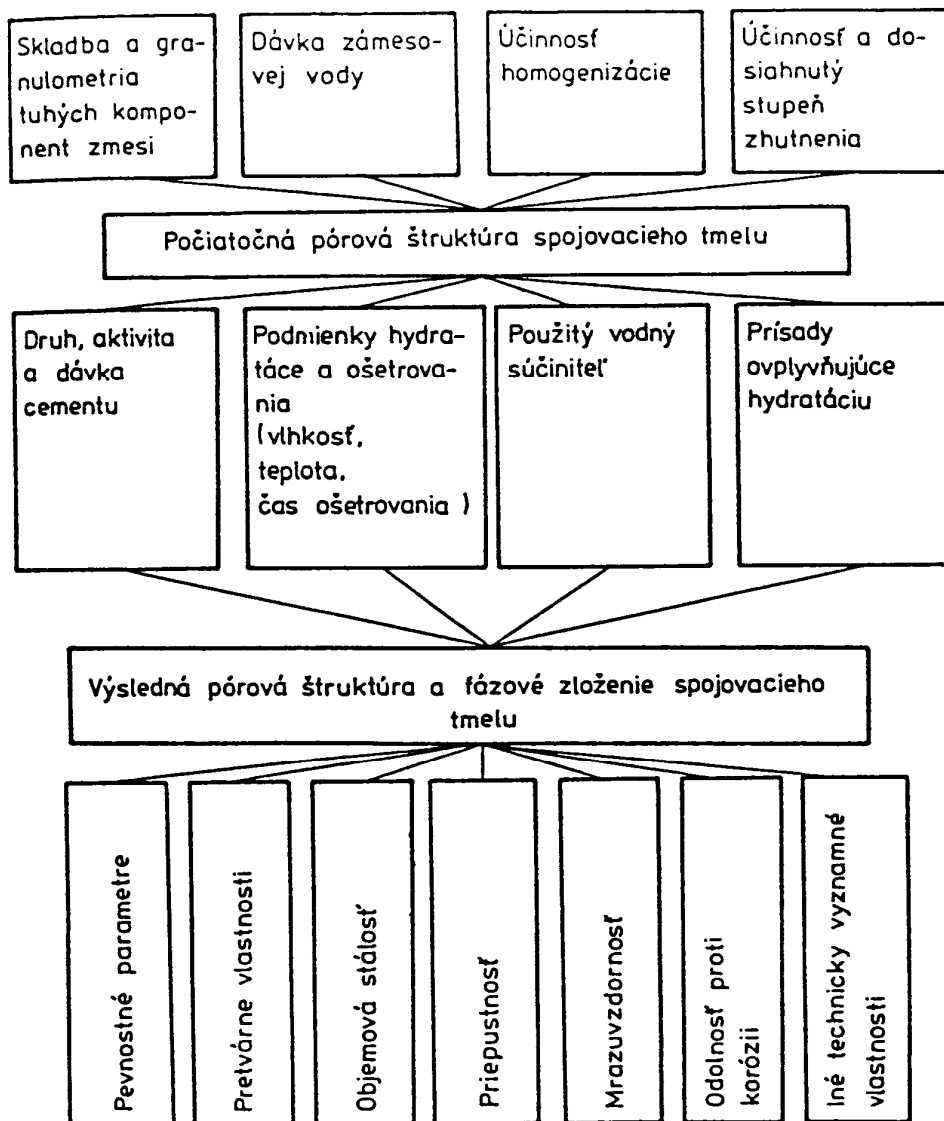 Skladba a gra-
nulometria
tuhých kompo-
nent zmesi
Dávka zámeso-
vej vody
Účinnosť
homogenizácie
Účinnosť a do-
siahnutý
stupeň
zhutnenia
Počiatočná pórová štruktúra spojovacieho tmelu
Druh, aktivita
a dávka
cementu
Podmienky hydra-
táce a ošetrova-
nia
(vlhkosť,
teplota,
čas ošetrovania )
Použitý vodný
súčiniteľ
Prísady
ovplyvňujúce
hydratáciu
Výsledná pórová štruktúra a fázové zloženie spojovacieho
tmelu
Pevnostné parametre
Pretvárne vlastnosti
Objemová stálosť
Priepustnosť
Mrazuvzdornosť
Odolnosť proti
korózii
Iné technicky vyznamné
vlastnosti